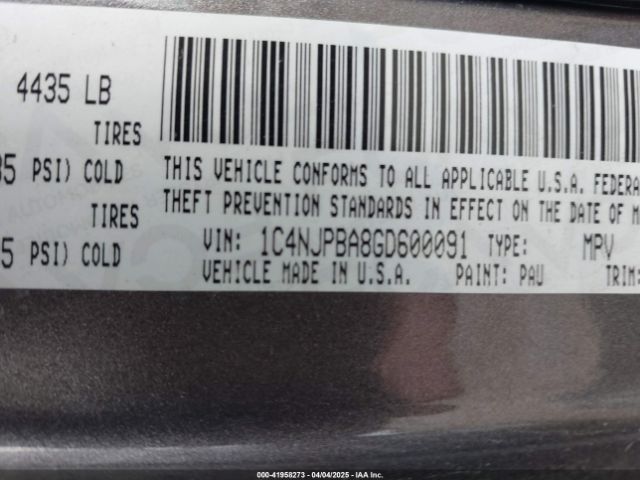 4435 LB
TIRES
35 PSI) COLD
TIRES
5 PSI) COLD
THIS VEHICLE CONFORMS TO ALL APPLICABLE U.S.A. FEDERA
THEFT PREVENTION STANDARDS IN EFFECT ON THE DATE OF M
VIN: 1C4NJPBA8GD600091 TYPE: MPV
VEHICLE MADE IN U.S.A. PAINT: PAU TRIM:
000-41958273 - 04/04/2025 - IAA Inc.